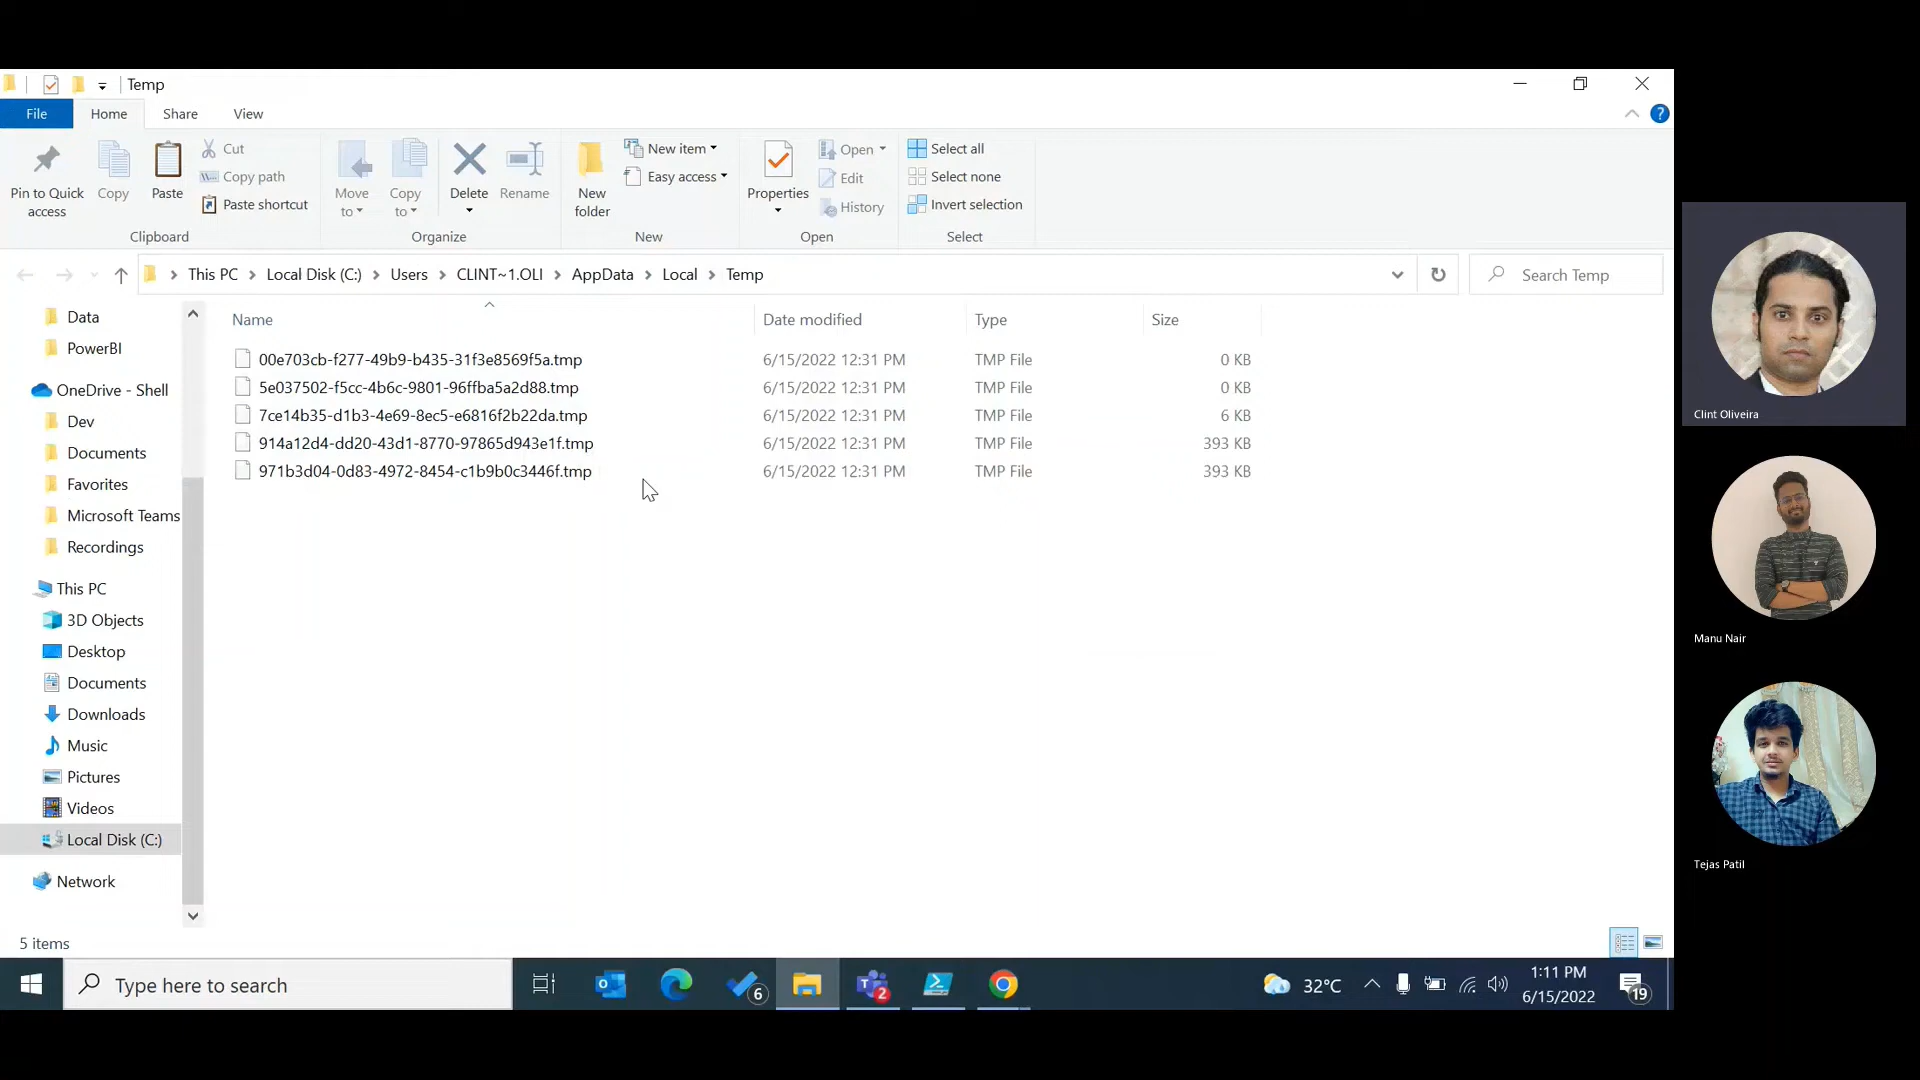 Temp
File
Home
Share
View
?
Pin to Quick access
Copy
Paste
Cut
Copy path
Paste shortcut
Clipboard
Move to
Copy to
Delete
Rename
Organize
New folder
New item
Easy access
New
Properties
Open
Edit
History
Open
Select all
Select none
Invert selection
Select
This PC > Local Disk (C:) > Users > CLINT~1.OLI > AppData > Local > Temp
Search Temp
Data
PowerBI
OneDrive - Shell
Dev
Documents
Favorites
Microsoft Teams
Recordings
This PC
3D Objects
Desktop
Documents
Downloads
Music
Pictures
Videos
Local Disk (C:)
Network
Name Date modified Type Size
00e703cb-f277-49b9-b435-31f3e8569f5a.tmp 6/15/2022 12:31 PM TMP File 0 KB
5e037502-f5cc-4b6c-9801-96ffba5a2d88.tmp 6/15/2022 12:31 PM TMP File 0 KB
7ce14b35-d1b3-4e69-8ec5-e6816f2b22da.tmp 6/15/2022 12:31 PM TMP File 6 KB
914a12d4-dd20-43d1-8770-97865d943e1f.tmp 6/15/2022 12:31 PM TMP File 393 KB
971b3d04-0d83-4972-8454-c1b9b0c3446f.tmp 6/15/2022 12:31 PM TMP File 393 KB
5 items
Type here to search
6
2
32°C
1:11 PM
6/15/2022
19
Clint Oliveira
Manu Nair
Tejas Patil